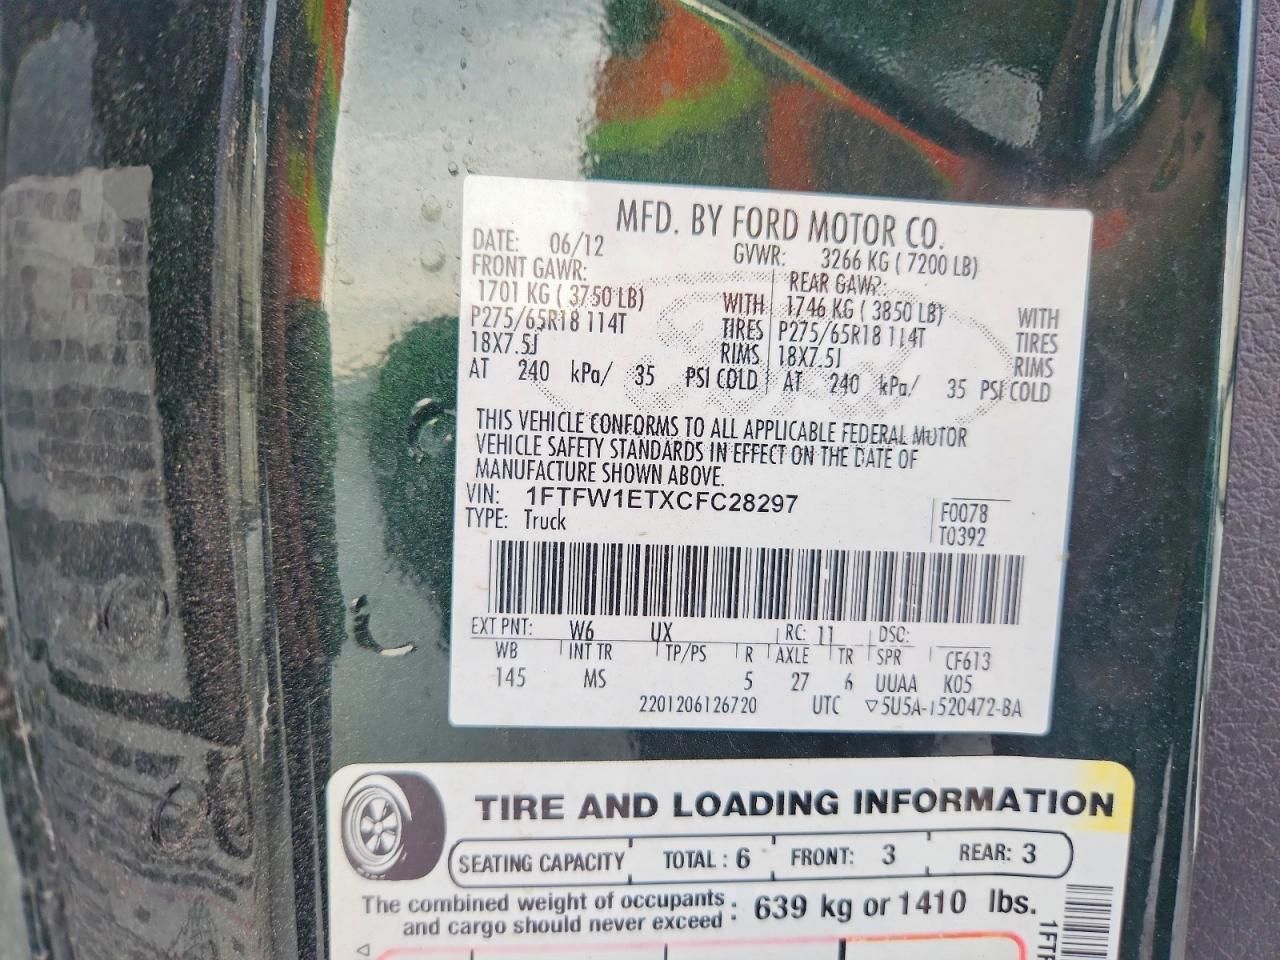 MFD. BY FORD MOTOR CO.
DATE: 06/12 GVWR: 3266 KG ( 7200 LB)
FRONT GAWR: REAR GAWR:
1701 KG ( 3750 LB) WITH 1746 KG ( 3850 LB) WITH
P275/65R18 114T TIRES P275/65R18 114T TIRES
18X7.5J RIMS 18X7.5J RIMS
AT 240 kPa/ 35 PSI COLD AT 240 kPa/ 35 PSI COLD
THIS VEHICLE CONFORMS TO ALL APPLICABLE FEDERAL MOTOR
VEHICLE SAFETY STANDARDS IN EFFECT ON THE DATE OF
MANUFACTURE SHOWN ABOVE.
VIN: 1FTFW1ETXCFC28297 F0078
TYPE: Truck T0392
EXT PNT: W6 UX RC: 11 DSO:
WB INT TR TP/PS R AXLE TR SPR CF613
145 MS 5 27 6 UUAA K05
2201206126720 UTC ▽5U5A-1520472-BA
TIRE AND LOADING INFORMATION
SEATING CAPACITY TOTAL : 6 FRONT: 3 REAR: 3
The combined weight of occupants
and cargo should never exceed : 639 kg or 1410 lbs.